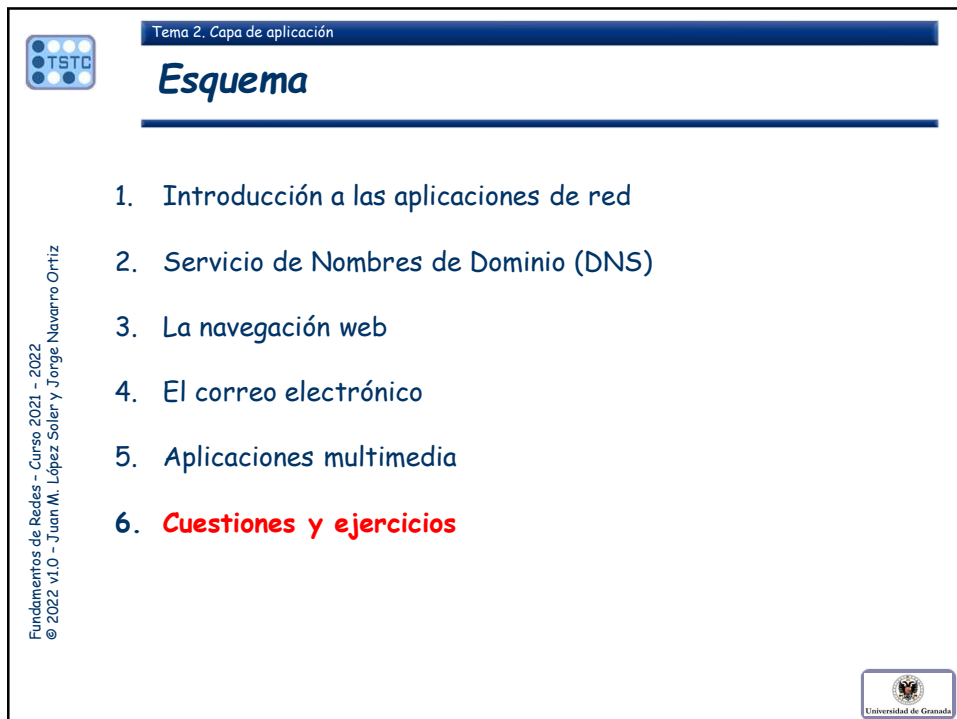 Tema 2. Capa de aplicación
TSTC
Esquema
1. Introducción a las aplicaciones de red
2. Servicio de Nombres de Dominio (DNS)
3. La navegación web
4. El correo electrónico
5. Aplicaciones multimedia
6. Cuestiones y ejercicios
Fundamentos de Redes – Curso 2021 – 2022
© 2022 v1.0 – Juan M. López Soler y Jorge Navarro Ortiz
Universidad de Granada